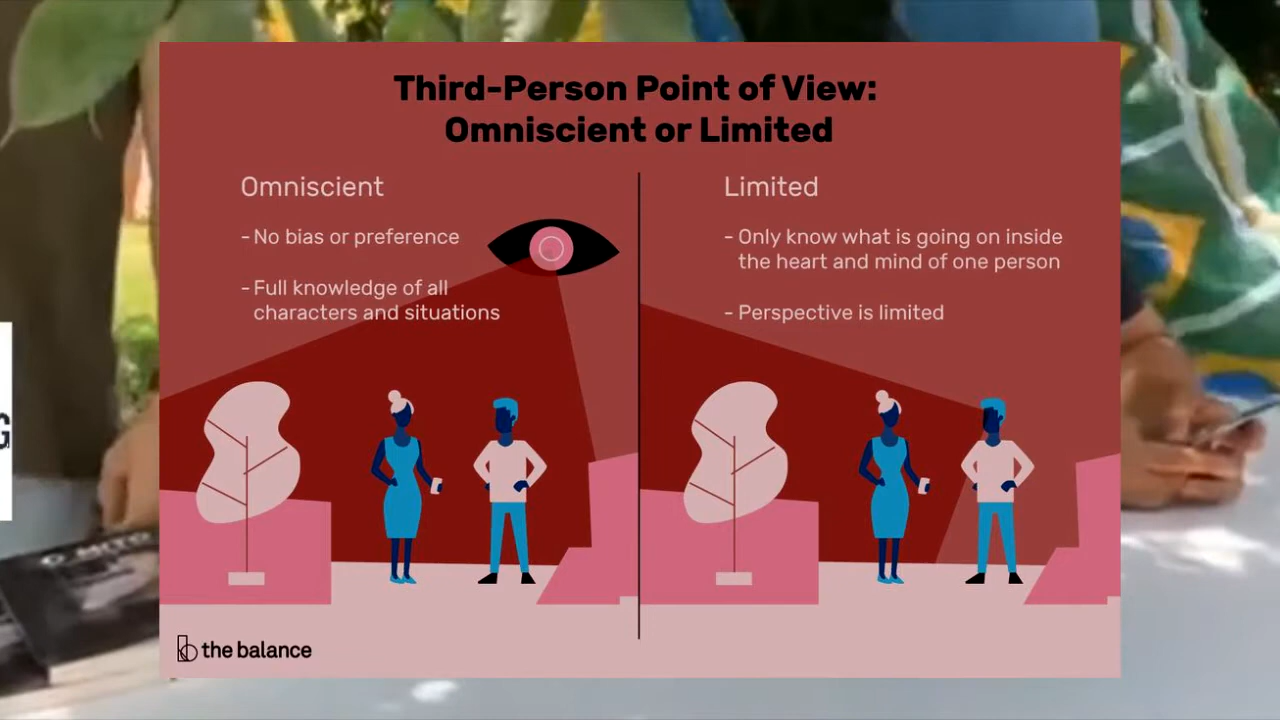 Third-Person Point of View:
Omniscient or Limited
Omniscient
- No bias or preference
- Full knowledge of all
characters and situations
Limited
- Only know what is going on inside
the heart and mind of one person
- Perspective is limited
the balance
G
O MITO